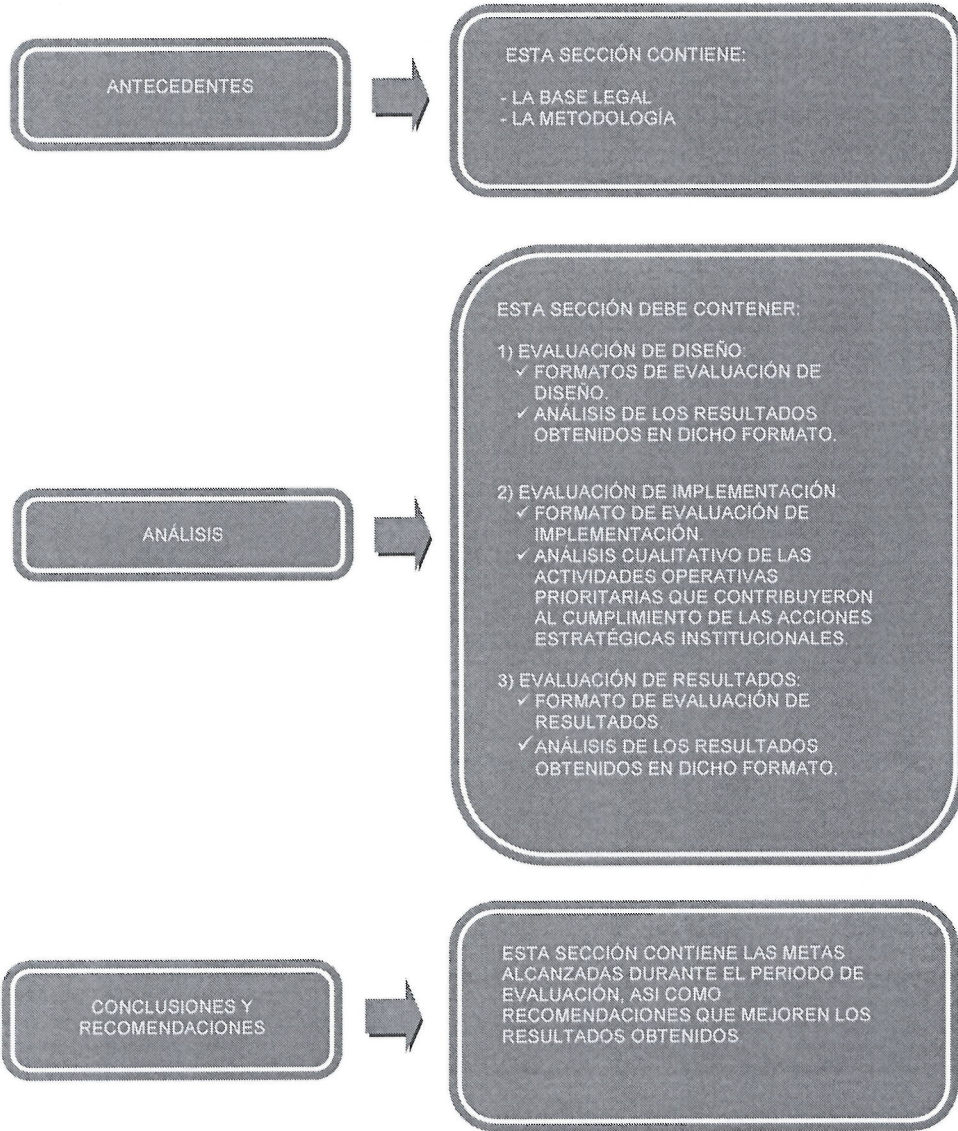 ANTECEDENTES
ESTA SECCIÓN CONTIENE:
- LA BASE LEGAL
- LA METODOLOGÍA
ANÁLISIS
ESTA SECCIÓN DEBE CONTENER:
1) EVALUACIÓN DE DISEÑO:
✓ FORMATOS DE EVALUACIÓN DE
DISEÑO.
✓ ANÁLISIS DE LOS RESULTADOS
OBTENIDOS EN DICHO FORMATO.
2) EVALUACIÓN DE IMPLEMENTACIÓN
✓ FORMATO DE EVALUACIÓN DE
IMPLEMENTACIÓN.
✓ ANÁLISIS CUALITATIVO DE LAS
ACTIVIDADES OPERATIVAS
PRIORITARIAS QUE CONTRIBUYERON
AL CUMPLIMIENTO DE LAS ACCIONES
ESTRATÉGICAS INSTITUCIONALES.
3) EVALUACIÓN DE RESULTADOS:
✓ FORMATO DE EVALUACIÓN DE
RESULTADOS
✓ ANÁLISIS DE LOS RESULTADOS
OBTENIDOS EN DICHO FORMATO.
CONCLUSIONES Y
RECOMENDACIONES
ESTA SECCIÓN CONTIENE LAS METAS
ALCANZADAS DURANTE EL PERIODO DE
EVALUACIÓN, ASI COMO
RECOMENDACIONES QUE MEJOREN LOS
RESULTADOS OBTENIDOS